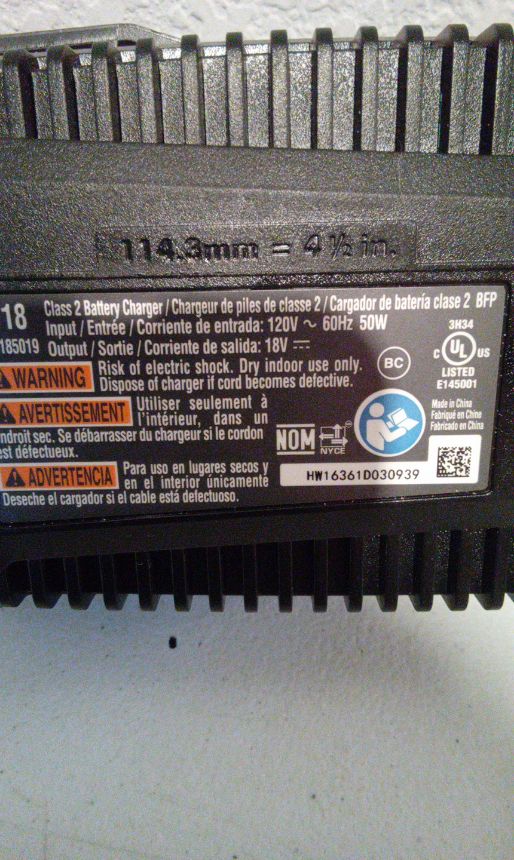 114.3mm = 4 ½ in.
18 Class 2 Battery Charger / Chargeur de piles de classe 2 / Cargador de batería clase 2 BFP
Input / Entrée / Corriente de entrada: 120V ~ 60Hz 50W
185019 Output / Sortie / Corriente de salida: 18V ⎓
WARNING Risk of electric shock. Dry indoor use only.
Dispose of charger if cord becomes defective.
AVERTISSEMENT Utiliser seulement à
l'intérieur, dans un
endroit sec. Se débarrasser du chargeur si le cordon
est défectueux.
ADVERTENCIA Para uso en lugares secos y
en el interior únicamente
Deseche el cargador si el cable está defectuoso.
BC
3H34
C UL US
LISTED
E145001
Made in China
Fabriqué en Chine
Fabricado en China
NOM NYCE
HW16361D030939